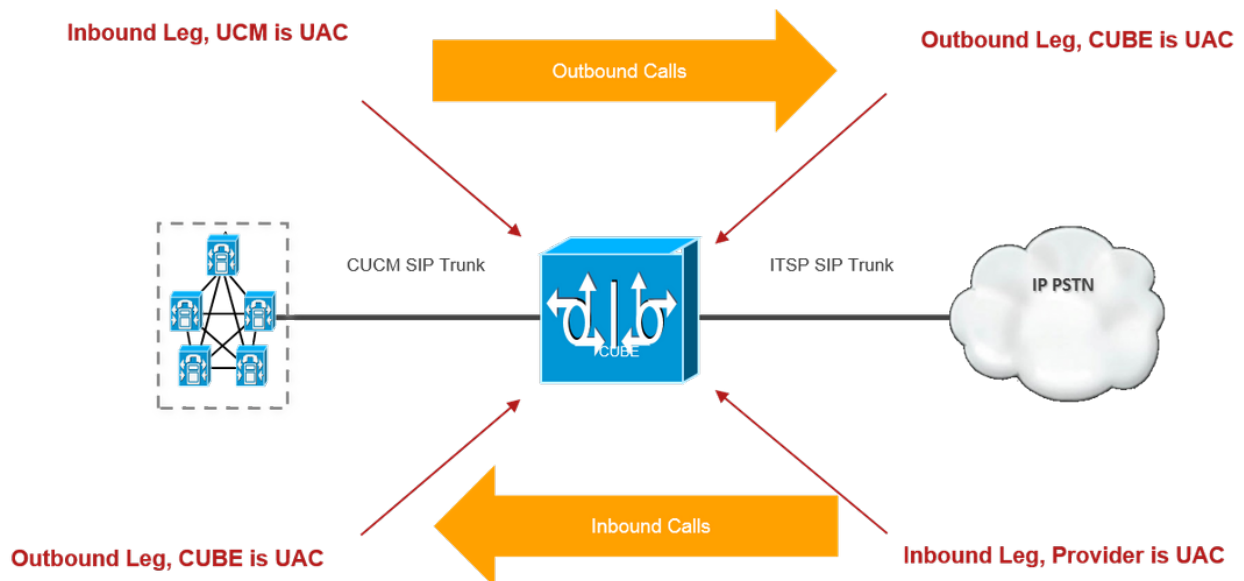 Inbound Leg, UCM is UAC
Outbound Leg, CUBE is UAC
Outbound Calls
CUCM SIP Trunk
ITSP SIP Trunk
IP PSTN
CUBE
Inbound Calls
Outbound Leg, CUBE is UAC
Inbound Leg, Provider is UAC